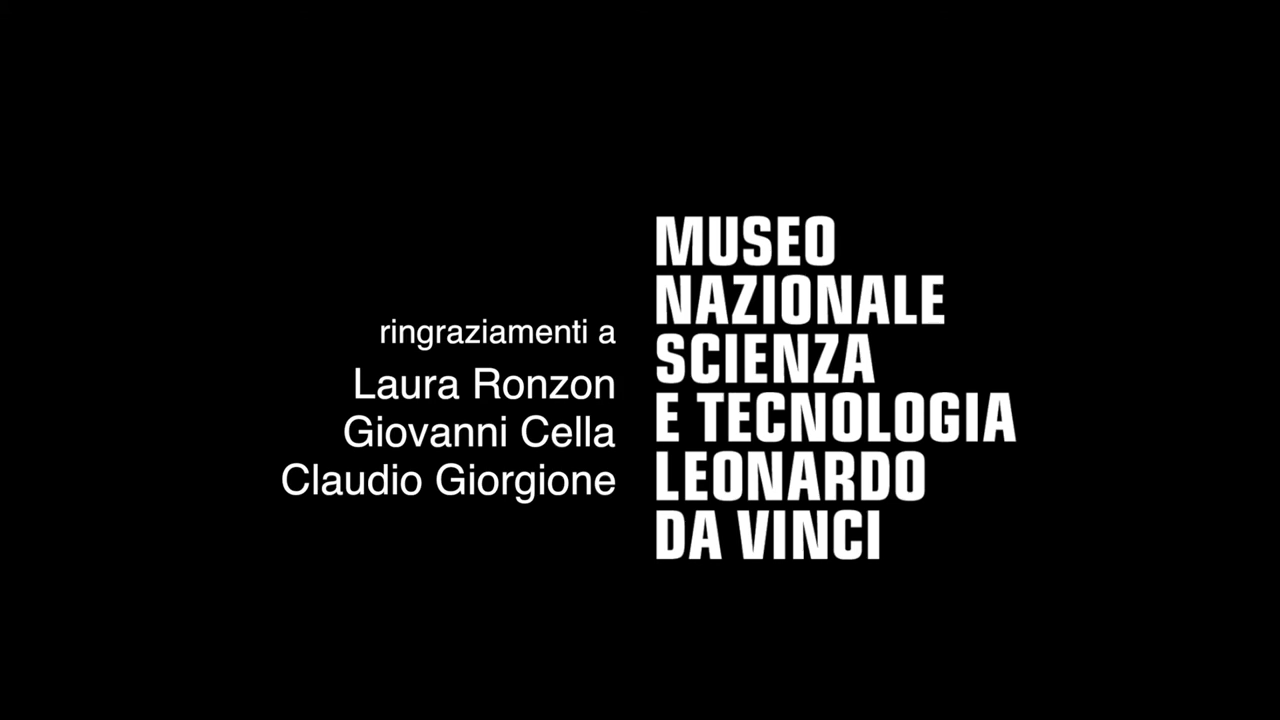 ringraziamenti a
Laura Ronzon
Giovanni Cella
Claudio Giorgione
MUSEO
NAZIONALE
SCIENZA
E TECNOLOGIA
LEONARDO
DA VINCI